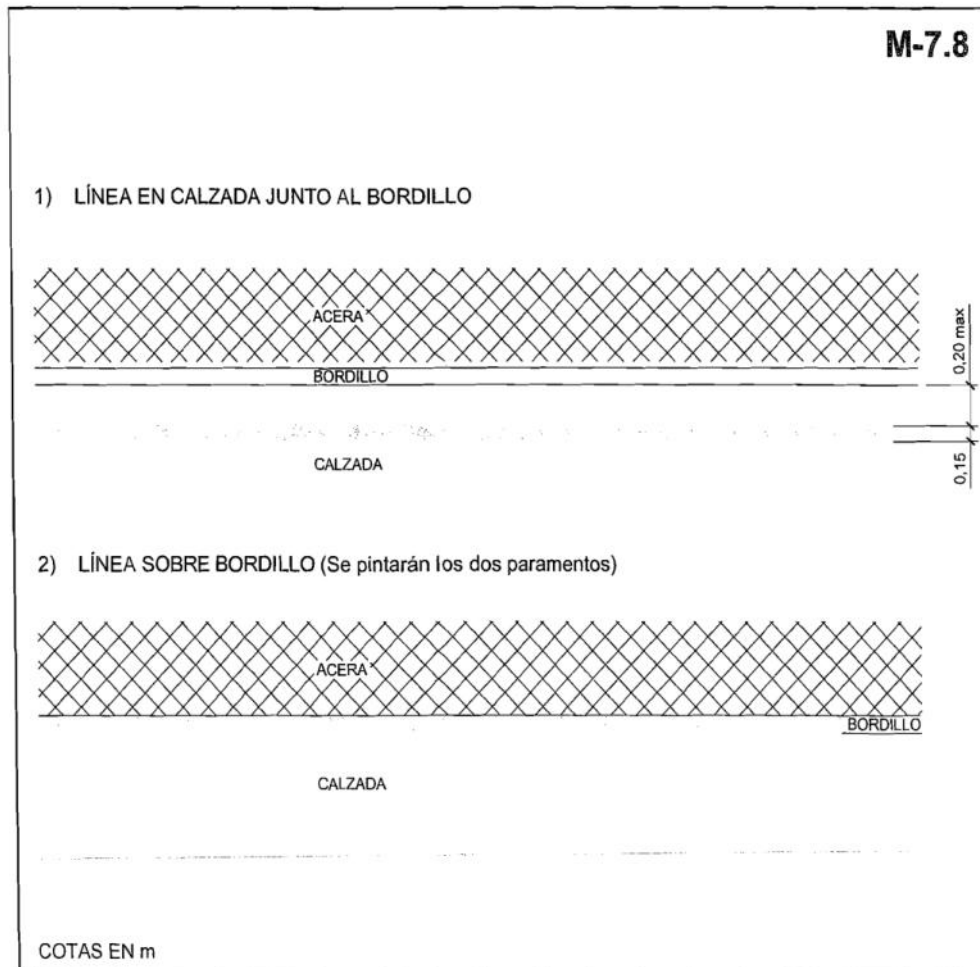 M-7.8
1) LÍNEA EN CALZADA JUNTO AL BORDILLO
ACERA
BORDILLO
0,20 max
CALZADA
0,15
2) LÍNEA SOBRE BORDILLO (Se pintarán los dos paramentos)
ACERA
BORDILLO
CALZADA
COTAS EN m